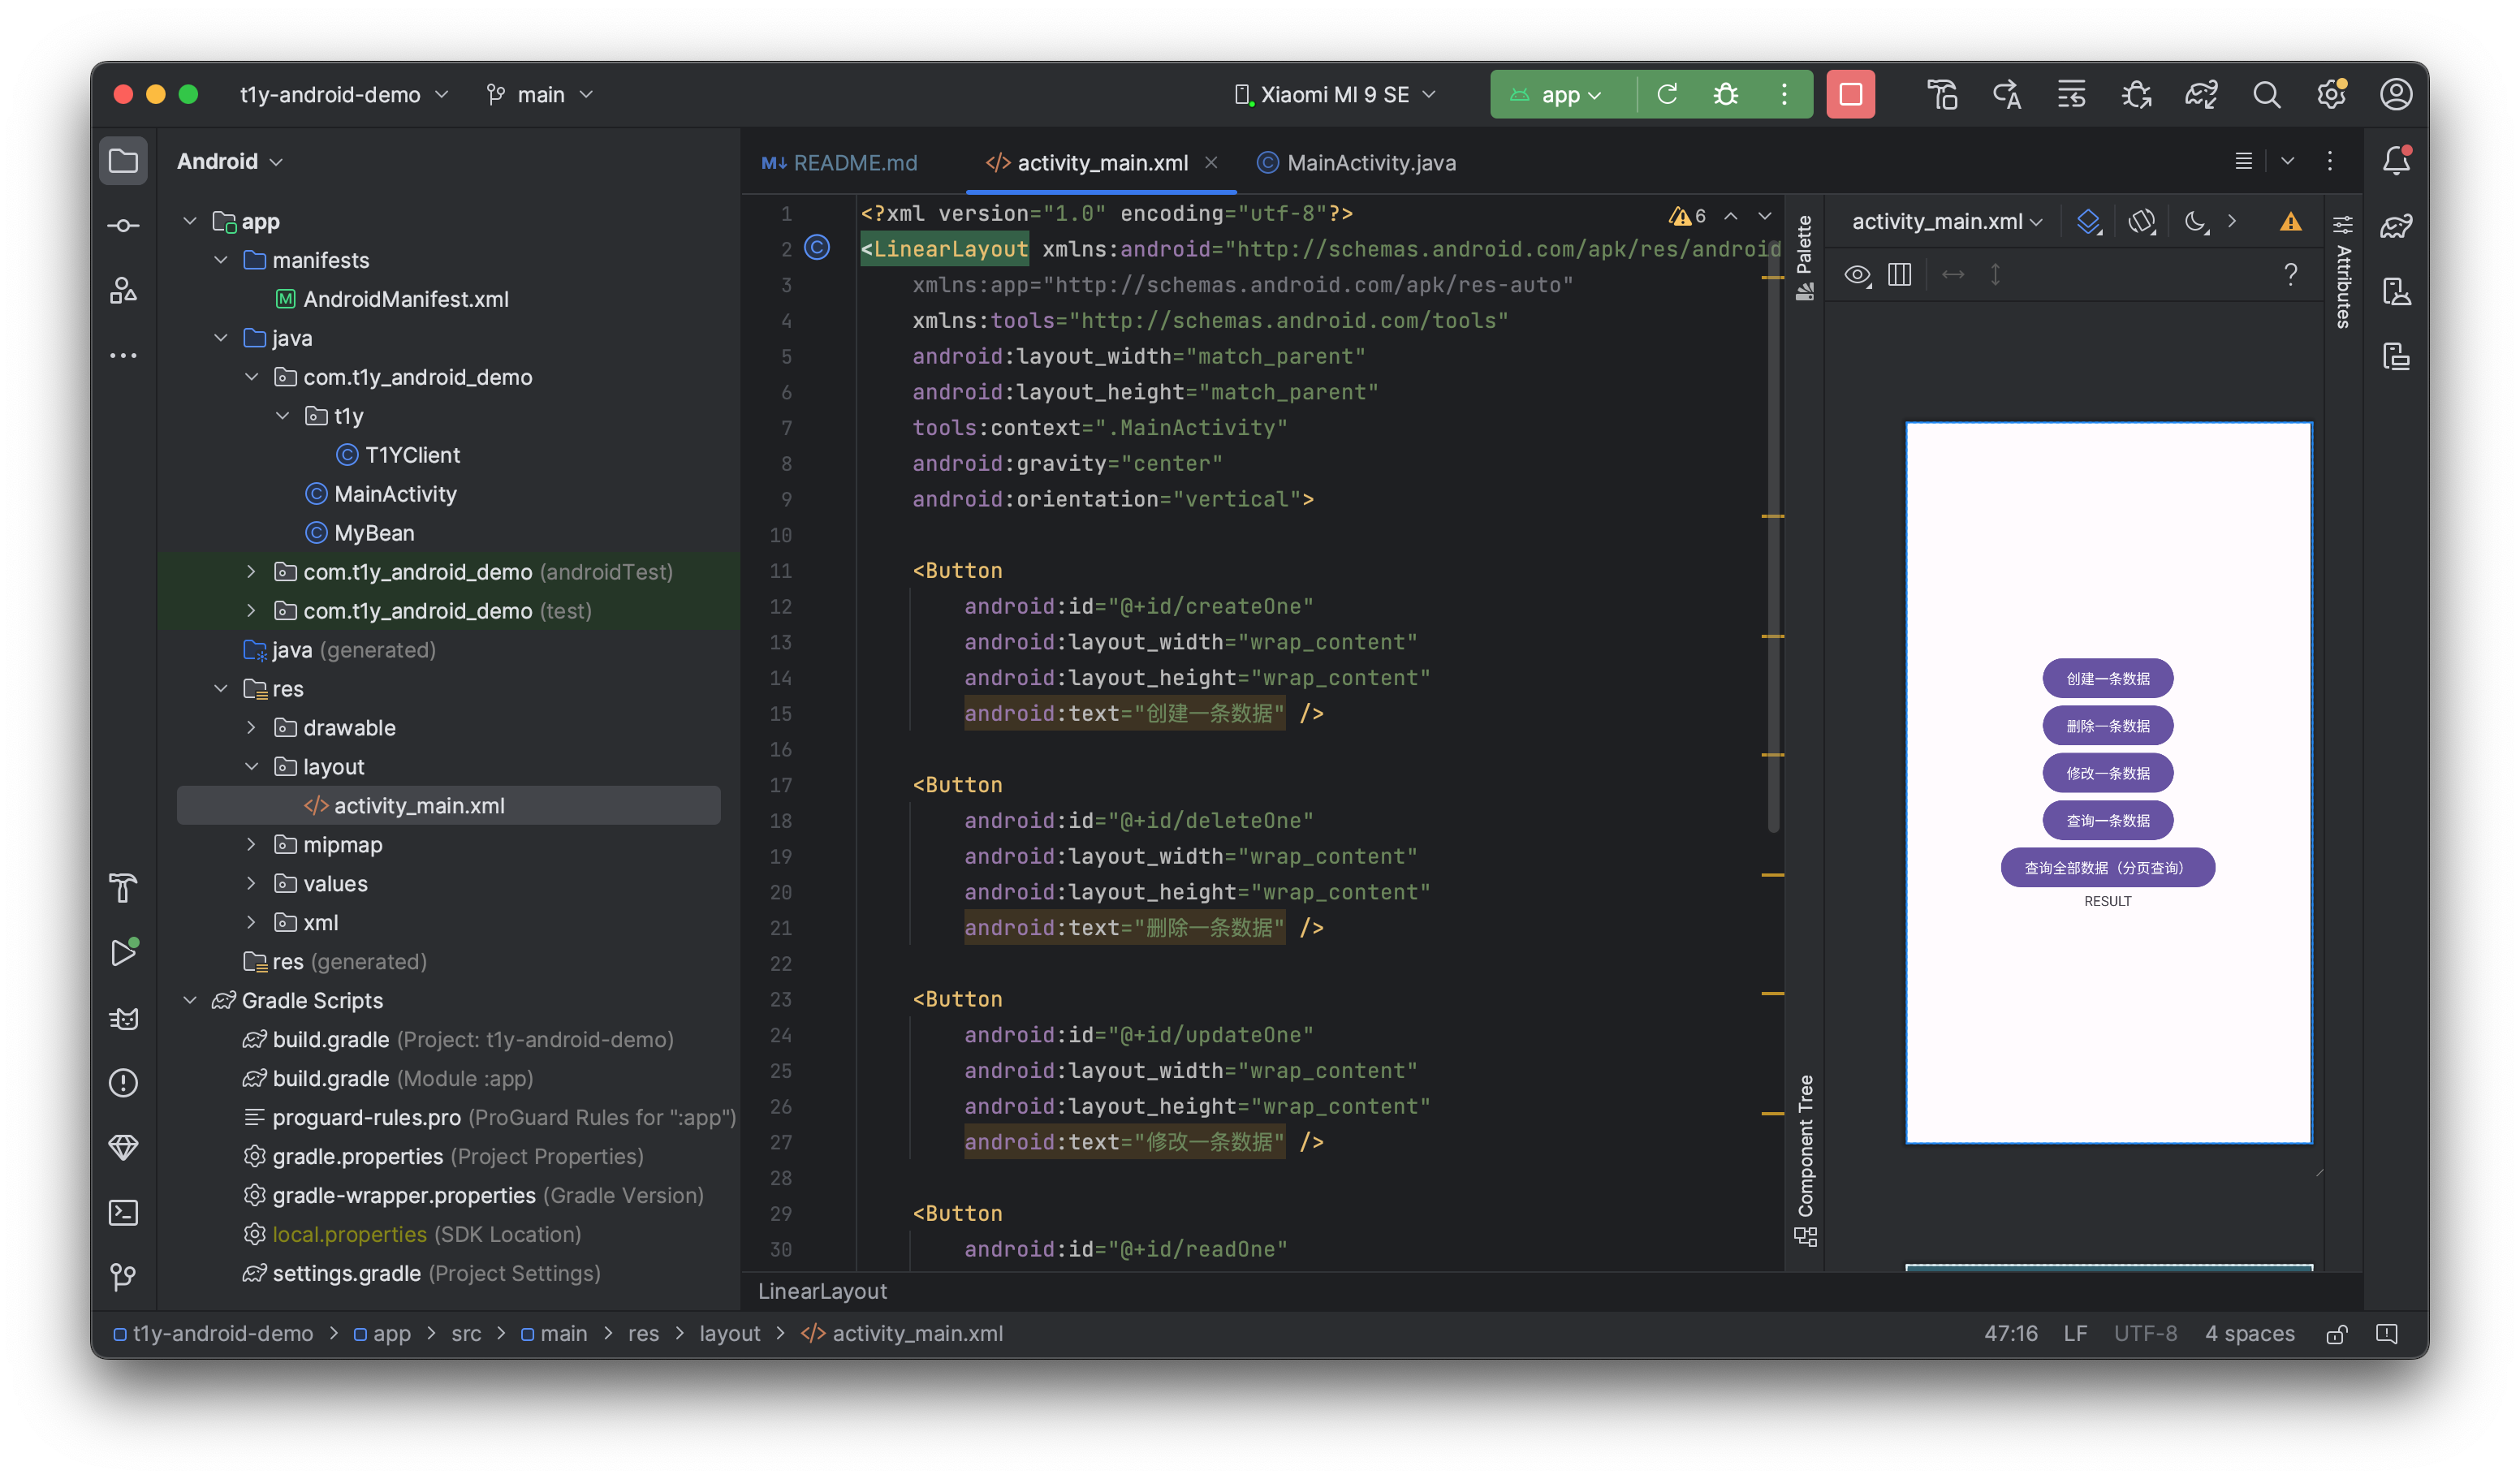 t1y-android-demo
main
Xiaomi MI 9 SE
app
Android
app
manifests
AndroidManifest.xml
java
com.t1y_android_demo
t1y
T1YClient
MainActivity
MyBean
com.t1y_android_demo (androidTest)
com.t1y_android_demo (test)
java (generated)
res
drawable
layout
activity_main.xml
mipmap
values
xml
res (generated)
Gradle Scripts
build.gradle (Project: t1y-android-demo)
build.gradle (Module :app)
proguard-rules.pro (ProGuard Rules for ":app")
gradle.properties (Project Properties)
gradle-wrapper.properties (Gradle Version)
local.properties (SDK Location)
settings.gradle (Project Settings)
M↓ README.md
</> activity_main.xml
MainActivity.java
6
1 <?xml version="1.0" encoding="utf-8"?>
2 <LinearLayout xmlns:android="http://schemas.android.com/apk/res/android
3 xmlns:app="http://schemas.android.com/apk/res-auto"
4 xmlns:tools="http://schemas.android.com/tools"
5 android:layout_width="match_parent"
6 android:layout_height="match_parent"
7 tools:context=".MainActivity"
8 android:gravity="center"
9 android:orientation="vertical">
10
11 <Button
12 android:id="@+id/createOne"
13 android:layout_width="wrap_content"
14 android:layout_height="wrap_content"
15 android:text="创建一条数据" />
16
17 <Button
18 android:id="@+id/deleteOne"
19 android:layout_width="wrap_content"
20 android:layout_height="wrap_content"
21 android:text="删除一条数据" />
22
23 <Button
24 android:id="@+id/updateOne"
25 android:layout_width="wrap_content"
26 android:layout_height="wrap_content"
27 android:text="修改一条数据" />
28
29 <Button
30 android:id="@+id/readOne"
LinearLayout
Palette
Component Tree
activity_main.xml
Attributes
创建一条数据
删除一条数据
修改一条数据
查询一条数据
查询全部数据（分页查询）
RESULT
t1y-android-demo > app > src > main > res > layout > </> activity_main.xml
47:16 LF UTF-8 4 spaces